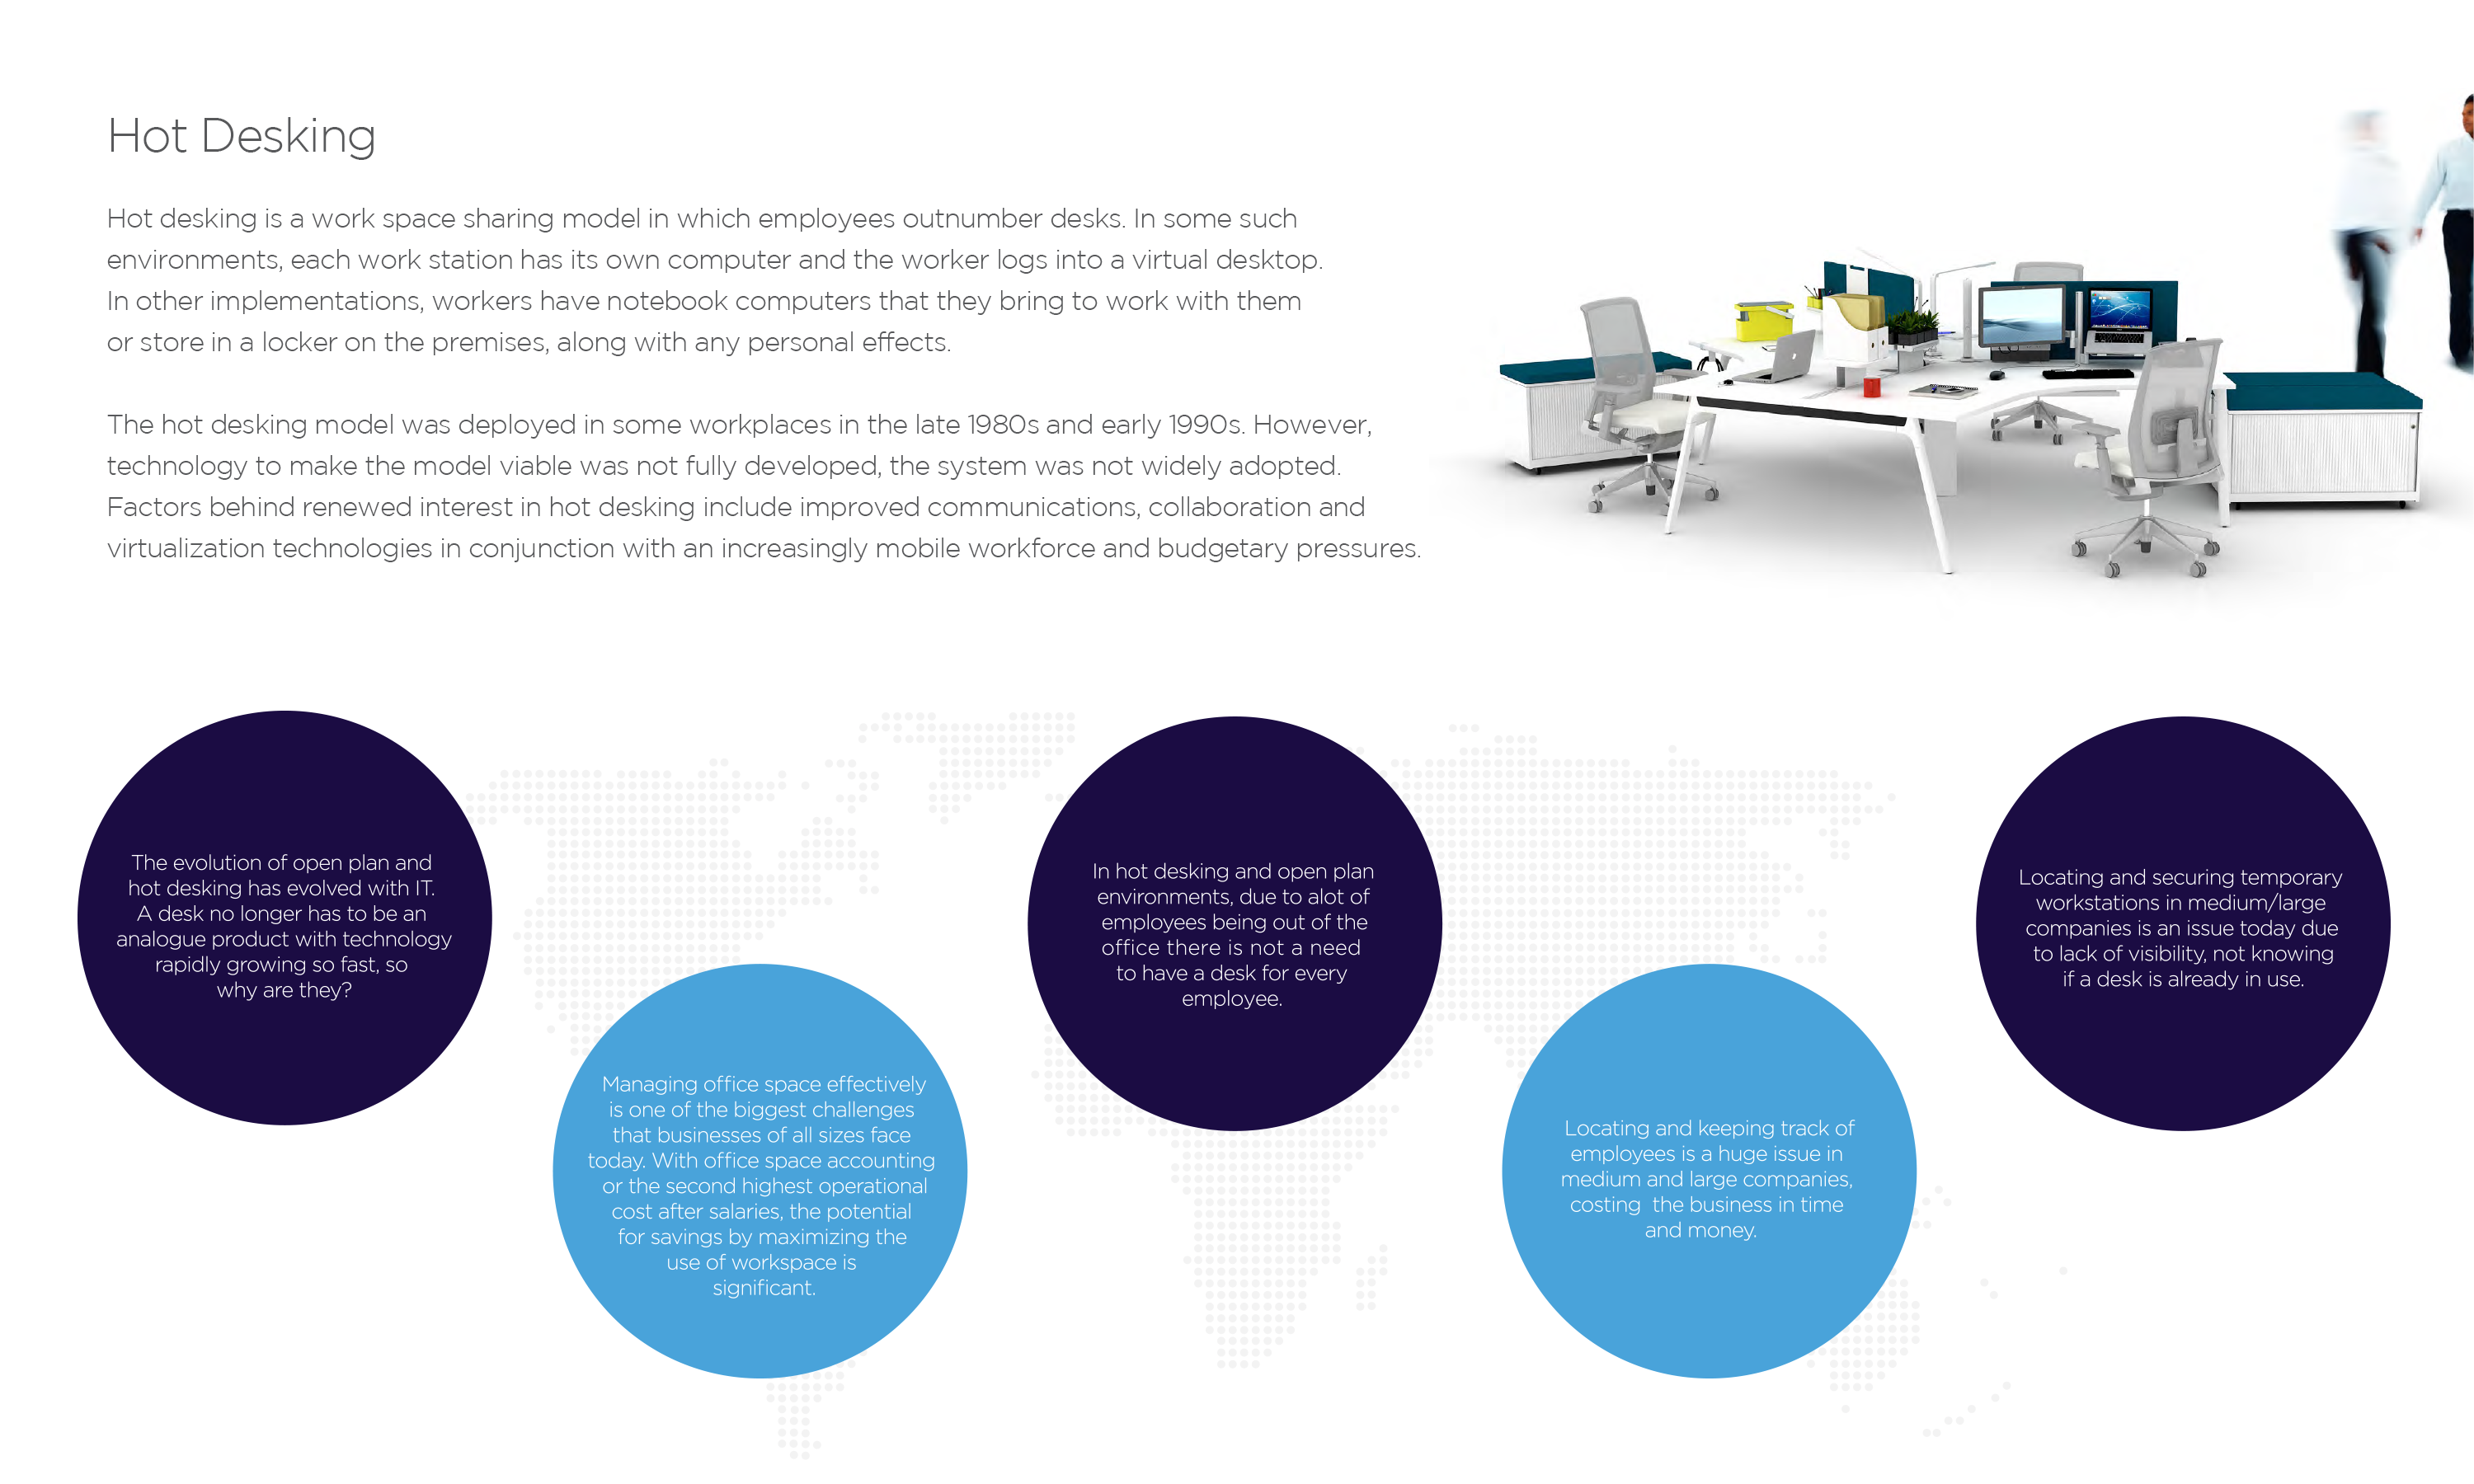 Hot Desking
Hot desking is a work space sharing model in which employees outnumber desks. In some such
environments, each work station has its own computer and the worker logs into a virtual desktop.
In other implementations, workers have notebook computers that they bring to work with them
or store in a locker on the premises, along with any personal effects.
The hot desking model was deployed in some workplaces in the late 1980s and early 1990s. However,
technology to make the model viable was not fully developed, the system was not widely adopted.
Factors behind renewed interest in hot desking include improved communications, collaboration and
virtualization technologies in conjunction with an increasingly mobile workforce and budgetary pressures.
The evolution of open plan and
hot desking has evolved with IT.
A desk no longer has to be an
analogue product with technology
rapidly growing so fast, so
why are they?
Managing office space effectively
is one of the biggest challenges
that businesses of all sizes face
today. With office space accounting
or the second highest operational
cost after salaries, the potential
for savings by maximizing the
use of workspace is
significant.
In hot desking and open plan
environments, due to alot of
employees being out of the
office there is not a need
to have a desk for every
employee.
Locating and keeping track of
employees is a huge issue in
medium and large companies,
costing  the business in time
and money.
Locating and securing temporary
workstations in medium/large
companies is an issue today due
to lack of visibility, not knowing
if a desk is already in use.